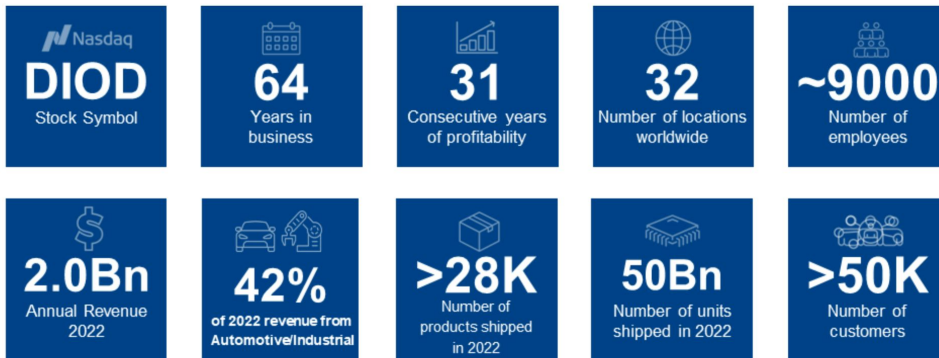 Nasdaq
DIOD
Stock Symbol
64
Years in
business
31
Consecutive years
of profitability
32
Number of locations
worldwide
~9000
Number of
employees
$
2.0Bn
Annual Revenue
2022
42%
of 2022 revenue from
Automotive/Industrial
>28K
Number of
products shipped
in 2022
50Bn
Number of units
shipped in 2022
>50K
Number of
customers